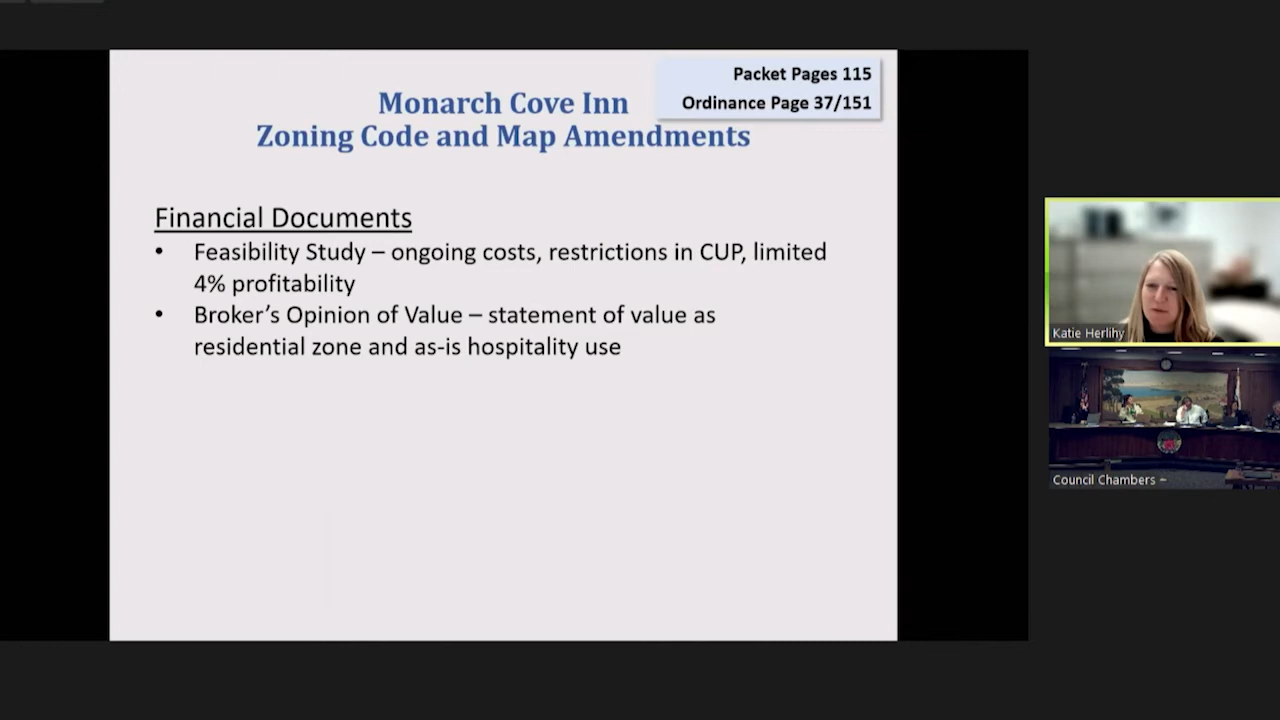 Packet Pages 115
Ordinance Page 37/151
Monarch Cove Inn
Zoning Code and Map Amendments
Financial Documents
• Feasibility Study – ongoing costs, restrictions in CUP, limited
4% profitability
• Broker's Opinion of Value – statement of value as
residential zone and as-is hospitality use
Katie Herlihy
Council Chambers –